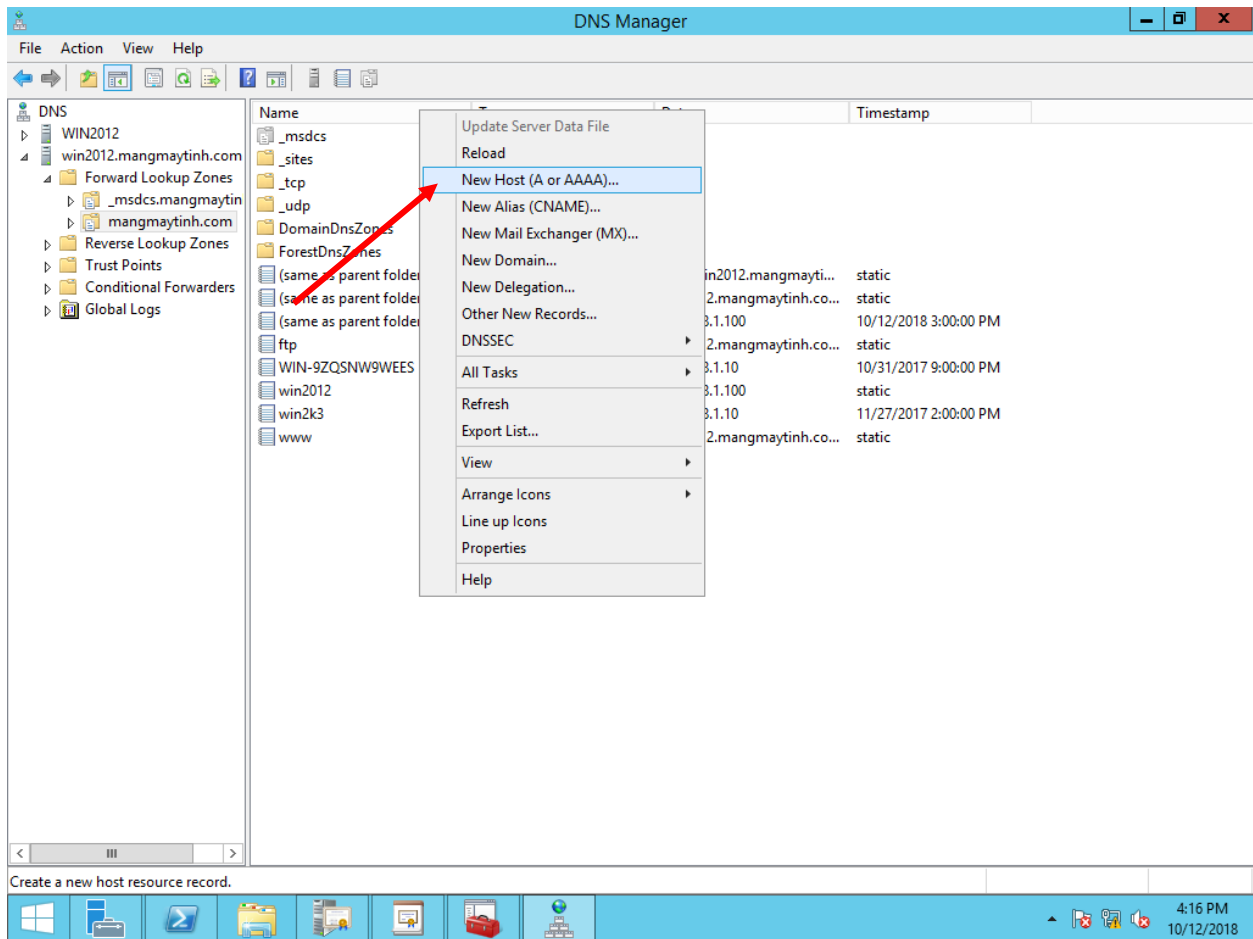 DNS Manager
File Action View Help
DNS
WIN2012
win2012.mangmaytinh.com
Forward Lookup Zones
_msdcs.mangmaytin
mangmaytinh.com
Reverse Lookup Zones
Trust Points
Conditional Forwarders
Global Logs
Name Timestamp
_msdcs
_sites
_tcp
_udp
DomainDnsZones
ForestDnsZones
(same as parent folder in2012.mangmayti... static
(same as parent folder 2.mangmaytinh.co... static
(same as parent folder 3.1.100 10/12/2018 3:00:00 PM
ftp 2.mangmaytinh.co... static
WIN-9ZQSNW9WEES 3.1.10 10/31/2017 9:00:00 PM
win2012 3.1.100 static
win2k3 3.1.10 11/27/2017 2:00:00 PM
www 2.mangmaytinh.co... static
Update Server Data File
Reload
New Host (A or AAAA)...
New Alias (CNAME)...
New Mail Exchanger (MX)...
New Domain...
New Delegation...
Other New Records...
DNSSEC
All Tasks
Refresh
Export List...
View
Arrange Icons
Line up Icons
Properties
Help
Create a new host resource record.
4:16 PM
10/12/2018